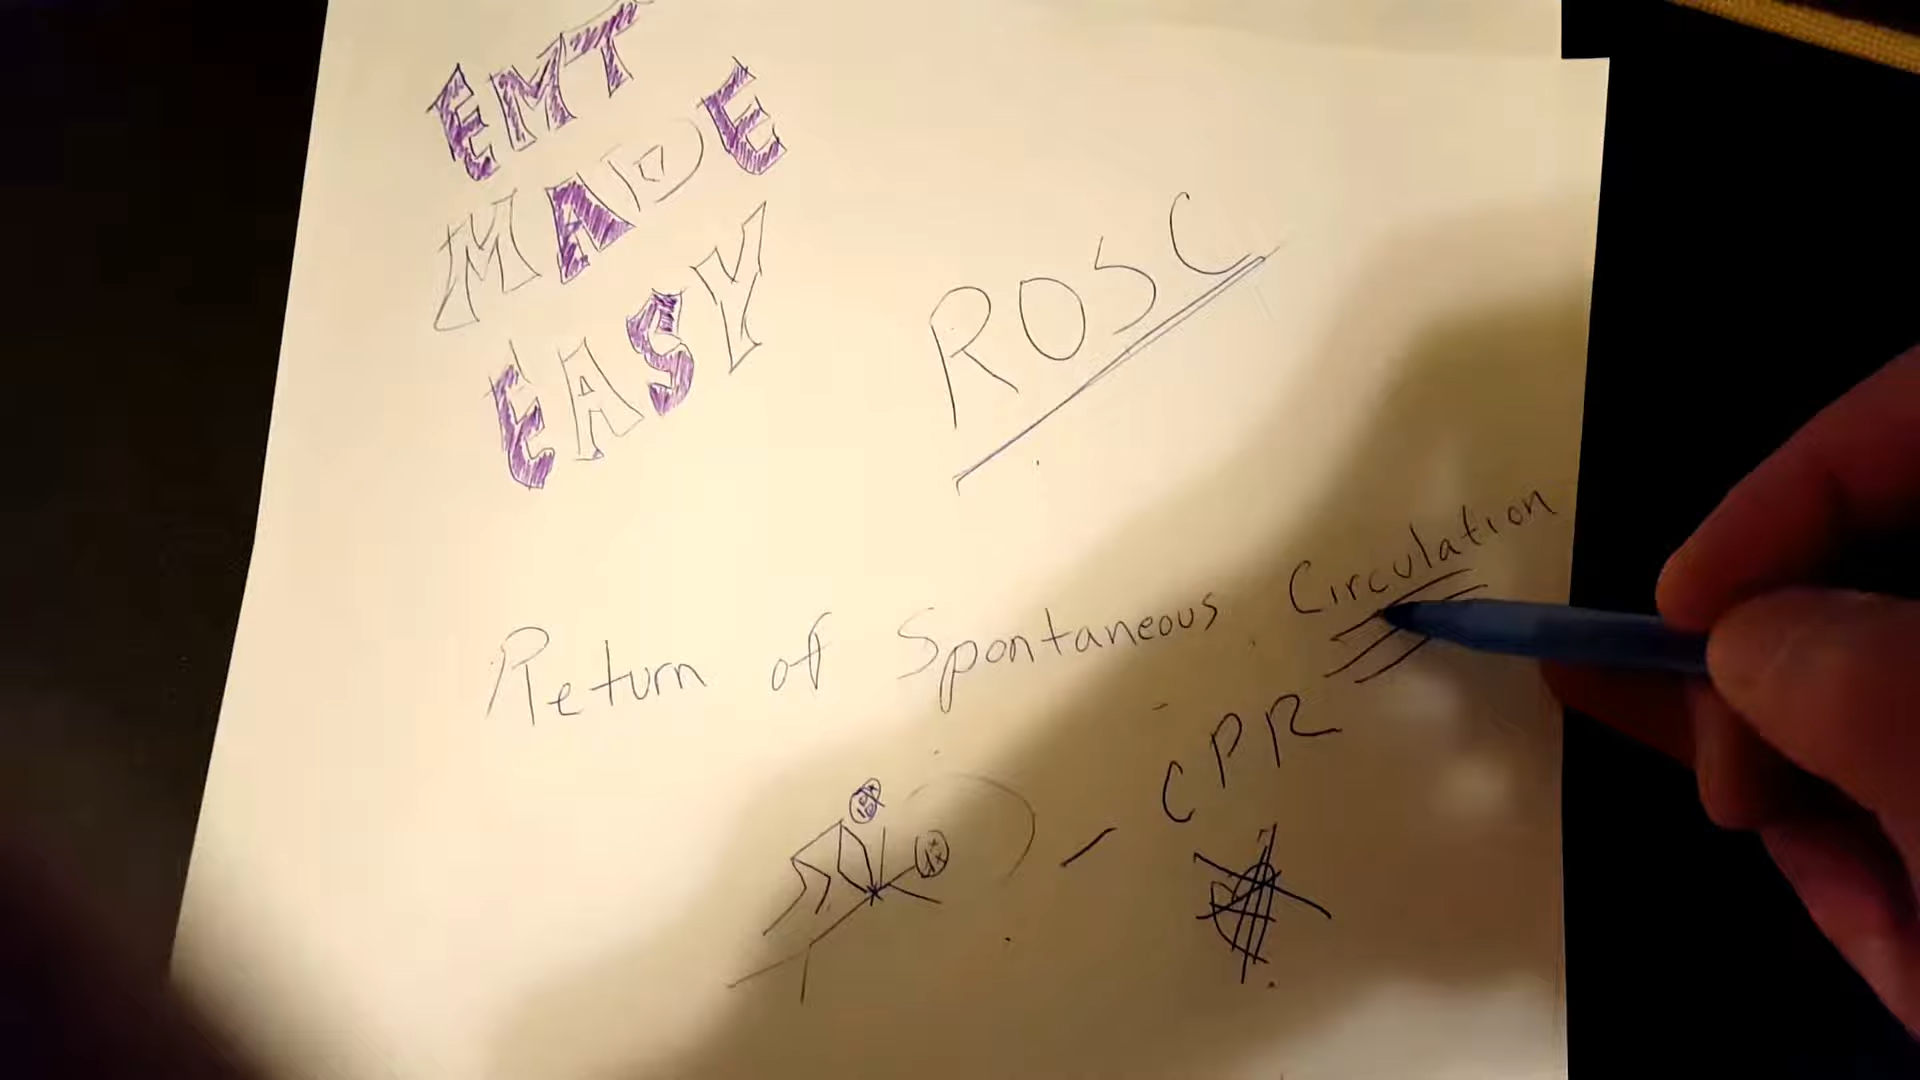 EMT
MADE
EASY
ROSC
Return of Spontaneous Circulation
- CPR